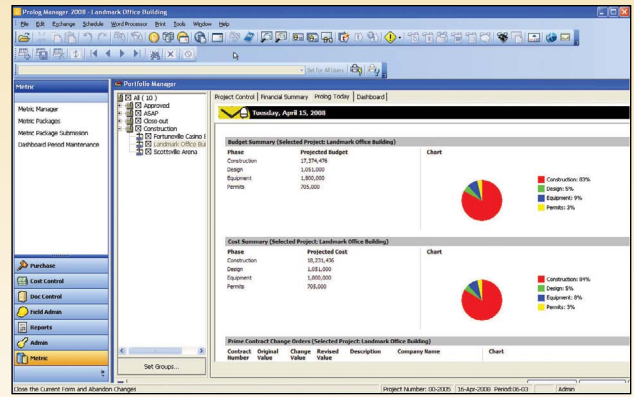 Prolog Manager 2008 - Landmark Office Building
File Edit Exchange Schedule Word Processor Print Tools Window Help
Set for All Users
Metric
Metric Manager
Metric Packages
Metric Package Submission
Dashboard Period Maintenance
Purchase
Cost Control
Doc Control
Field Admin
Reports
Admin
Metric
Portfolio Manager
All ( 10 )
Approved
ASAP
Close-out
Construction
Fortuneville Casino
Landmark Office Bui
Scottsville Arena
Set Groups...
Project Control Financial Summary Prolog Today Dashboard
Tuesday, April 15, 2008
Budget Summary (Selected Project: Landmark Office Building)
Phase Projected Budget Chart
Construction 17,374,476
Design 1,051,000
Equipment 1,800,000
Permits 705,000
Construction: 83%
Design: 5%
Equipment: 9%
Permits: 3%
Cost Summary (Selected Project: Landmark Office Building)
Phase Projected Cost Chart
Construction 18,231,436
Design 1,051,000
Equipment 1,800,000
Permits 705,000
Construction: 84%
Design: 5%
Equipment: 8%
Permits: 3%
Prime Contract Change Orders (Selected Project: Landmark Office Building)
Contract Original Change Revised Description Company Name Chart
Number Value Value Value
Close the Current Form and Abandon Changes
Project Number: 00-2005 16-Apr-2008 Period:06-03 Admin